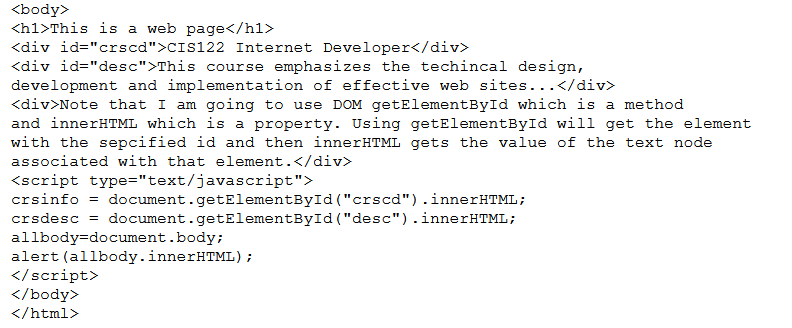 <body>
<h1>This is a web page</h1>
<div id="crscd">CIS122 Internet Developer</div>
<div id="desc">This course emphasizes the techincal design,
development and implementation of effective web sites...</div>
<div>Note that I am going to use DOM getElementById which is a method
and innerHTML which is a property. Using getElementById will get the element
with the sepcified id and then innerHTML gets the value of the text node
associated with that element.</div>
<script type="text/javascript">
crsinfo = document.getElementById("crscd").innerHTML;
crsdesc = document.getElementById("desc").innerHTML;
allbody=document.body;
alert(allbody.innerHTML);
</script>
</body>
</html>